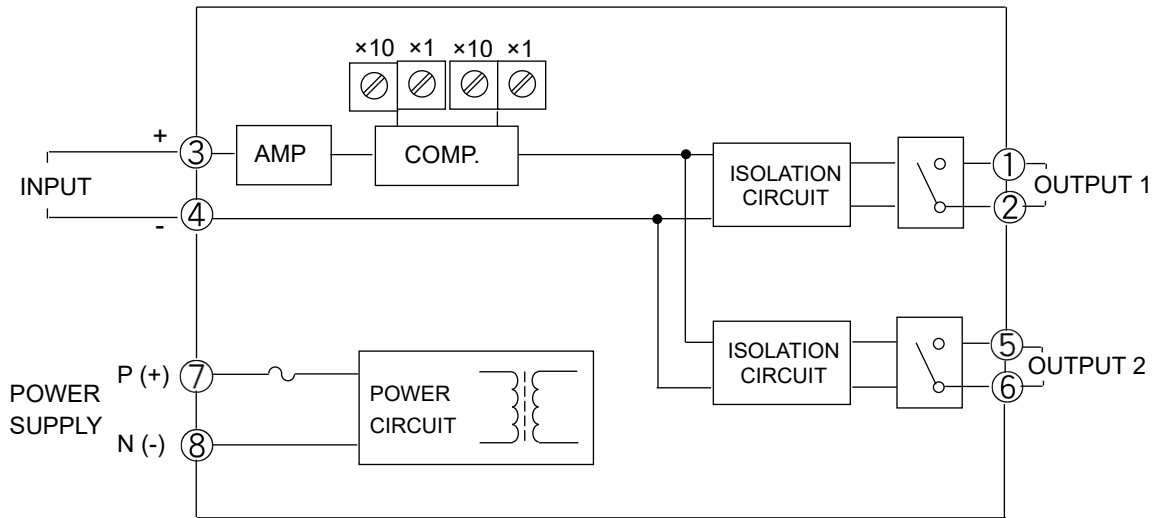 ×10 ×1 ×10 ×1
+
3
AMP
COMP.
INPUT
4
-
ISOLATION
CIRCUIT
1
2
OUTPUT 1
ISOLATION
CIRCUIT
5
6
OUTPUT 2
POWER
SUPPLY
P (+)
7
N (-)
8
POWER
CIRCUIT